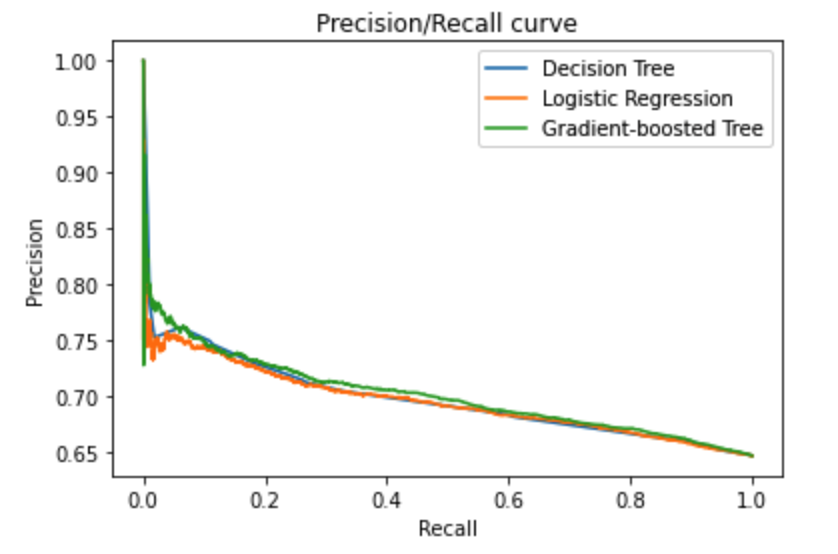 Precision/Recall curve
Decision Tree
Logistic Regression
Gradient-boosted Tree
1.00
0.95
0.90
0.85
0.80
0.75
0.70
0.65
Precision
0.0 0.2 0.4 0.6 0.8 1.0
Recall